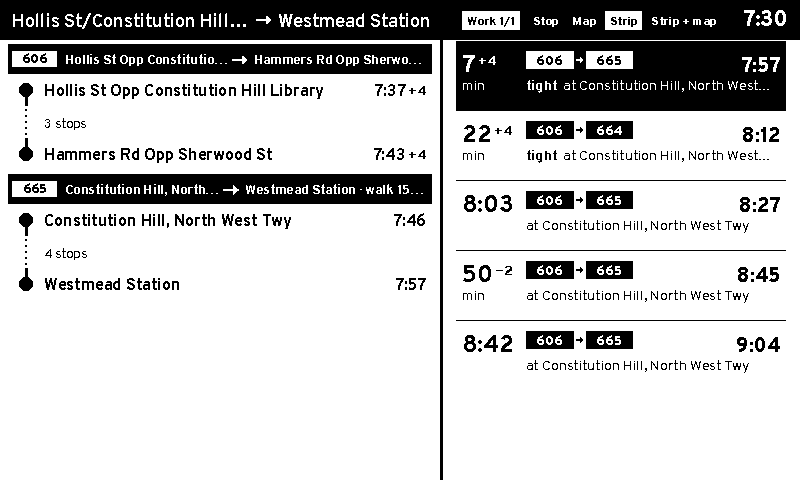 Hollis St/Constitution Hill... → Westmead Station
Work 1/1 Stop Map Strip Strip + map 7:30
606 Hollis St Opp Constitutio... → Hammers Rd Opp Sherwo...
Hollis St Opp Constitution Hill Library 7:37 +4
3 stops
Hammers Rd Opp Sherwood St 7:43 +4
665 Constitution Hill, North... → Westmead Station · walk 15...
Constitution Hill, North West Twy 7:46
4 stops
Westmead Station 7:57
7 +4 min 606 → 665 7:57
tight at Constitution Hill, North West...
22 +4 min 606 → 664 8:12
tight at Constitution Hill, North West...
8:03 606 → 665 8:27
at Constitution Hill, North West Twy
50 −2 min 606 → 665 8:45
at Constitution Hill, North West Twy
8:42 606 → 665 9:04
at Constitution Hill, North West Twy